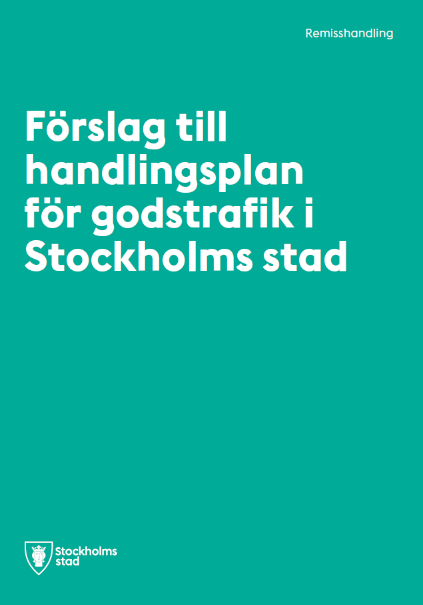 Remisshandling
Förslag till
handlingsplan
för godstrafik i
Stockholms stad
Stockholms
stad